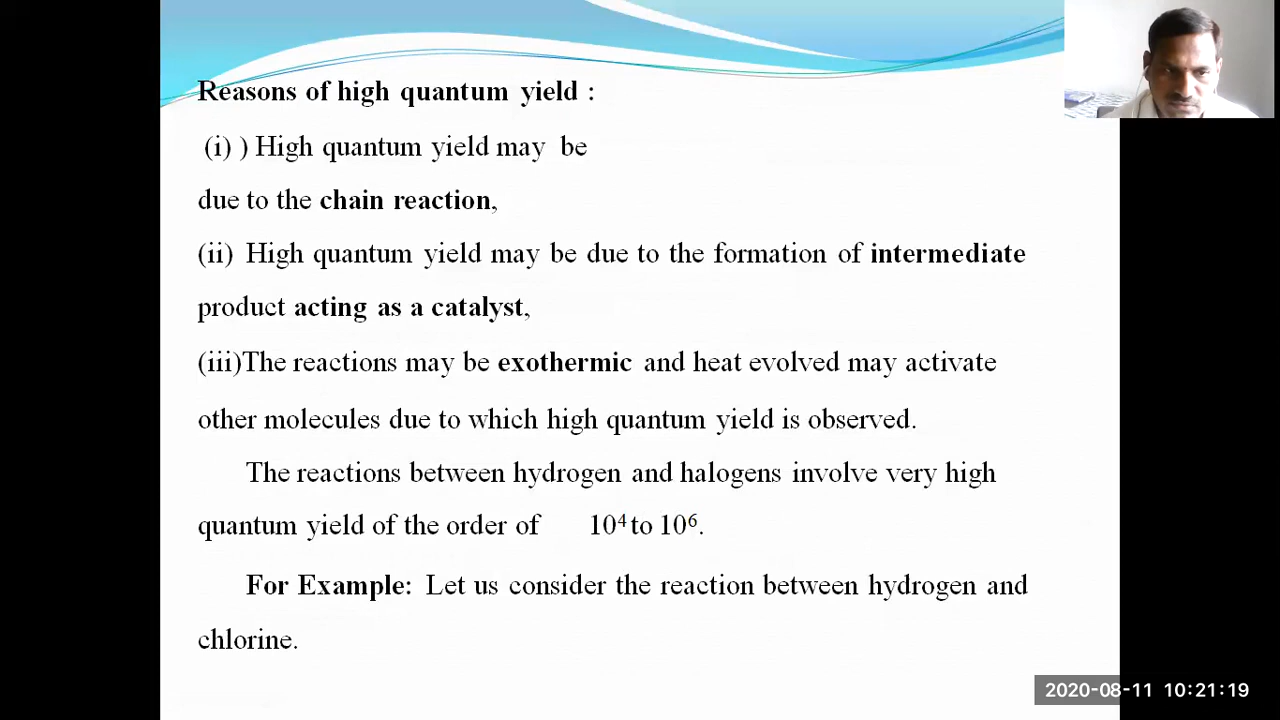 Reasons of high quantum yield :
(i) ) High quantum yield may be
due to the chain reaction,
(ii) High quantum yield may be due to the formation of intermediate
product acting as a catalyst,
(iii)The reactions may be exothermic and heat evolved may activate
other molecules due to which high quantum yield is observed.
The reactions between hydrogen and halogens involve very high
quantum yield of the order of 10⁴ to 10⁶.
For Example: Let us consider the reaction between hydrogen and
chlorine.
2020-08-11 10:21:19